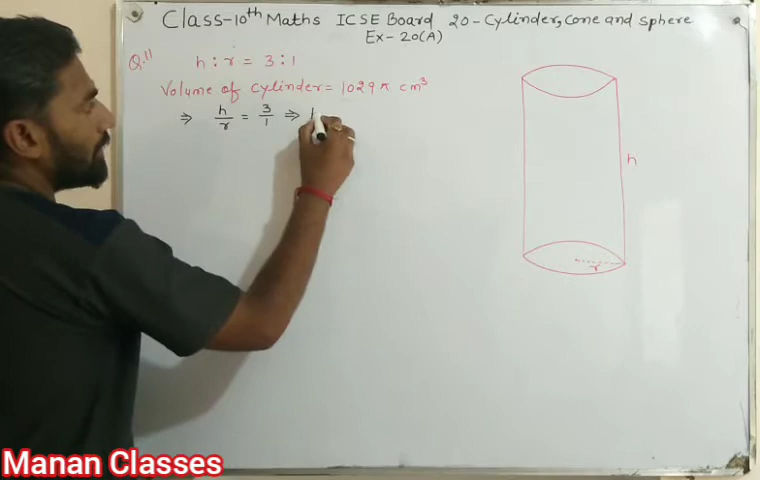 Class-10th Maths ICSE Board 20-Cylinder, Cone and sphere
Ex-20(A)
Q.11 h : r = 3 : 1
Volume of cylinder = 1029 π cm³
⇒ h/r = 3/1 ⇒
h
r
Manan Classes